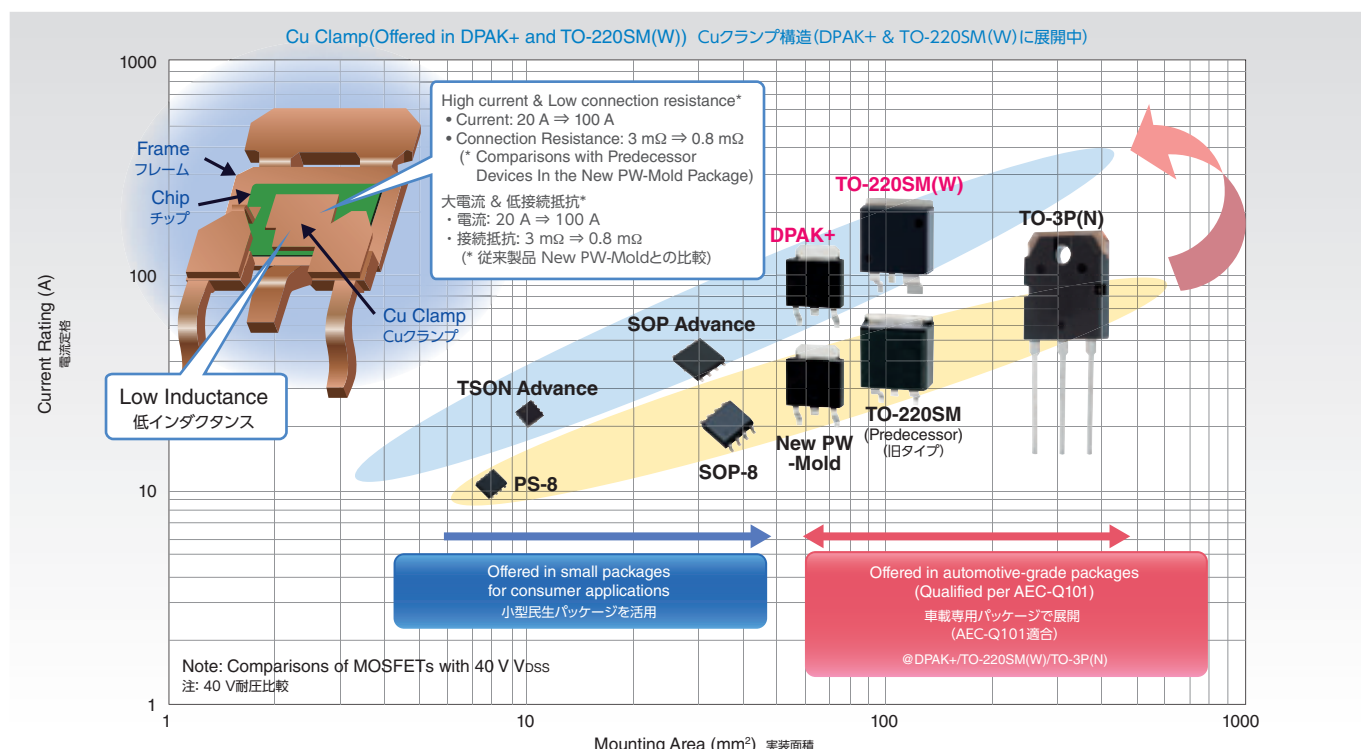 Cu Clamp(Offered in DPAK+ and TO-220SM(W)) Cuクランプ構造(DPAK+ & TO-220SM(W)に展開中)
1000
100
10
1
Current Rating (A)
電流定格
Frame
フレーム
Chip
チップ
Cu Clamp
Cuクランプ
Low Inductance
低インダクタンス
High current & Low connection resistance*
• Current: 20 A ⇒ 100 A
• Connection Resistance: 3 mΩ ⇒ 0.8 mΩ
(* Comparisons with Predecessor
Devices In the New PW-Mold Package)
大電流 & 低接続抵抗*
・電流: 20 A ⇒ 100 A
・接続抵抗: 3 mΩ ⇒ 0.8 mΩ
(* 従来製品 New PW-Moldとの比較)
TO-220SM(W)
DPAK+
TO-3P(N)
SOP Advance
TSON Advance
PS-8
SOP-8
New PW
-Mold
TO-220SM
(Predecessor)
(旧タイプ)
Offered in small packages
for consumer applications
小型民生パッケージを活用
Offered in automotive-grade packages
(Qualified per AEC-Q101)
車載専用パッケージで展開
(AEC-Q101適合)
@DPAK+/TO-220SM(W)/TO-3P(N)
Note: Comparisons of MOSFETs with 40 V VDSS
注: 40 V耐圧比較
1
10
100
1000
Mounting Area (mm²) 実装面積